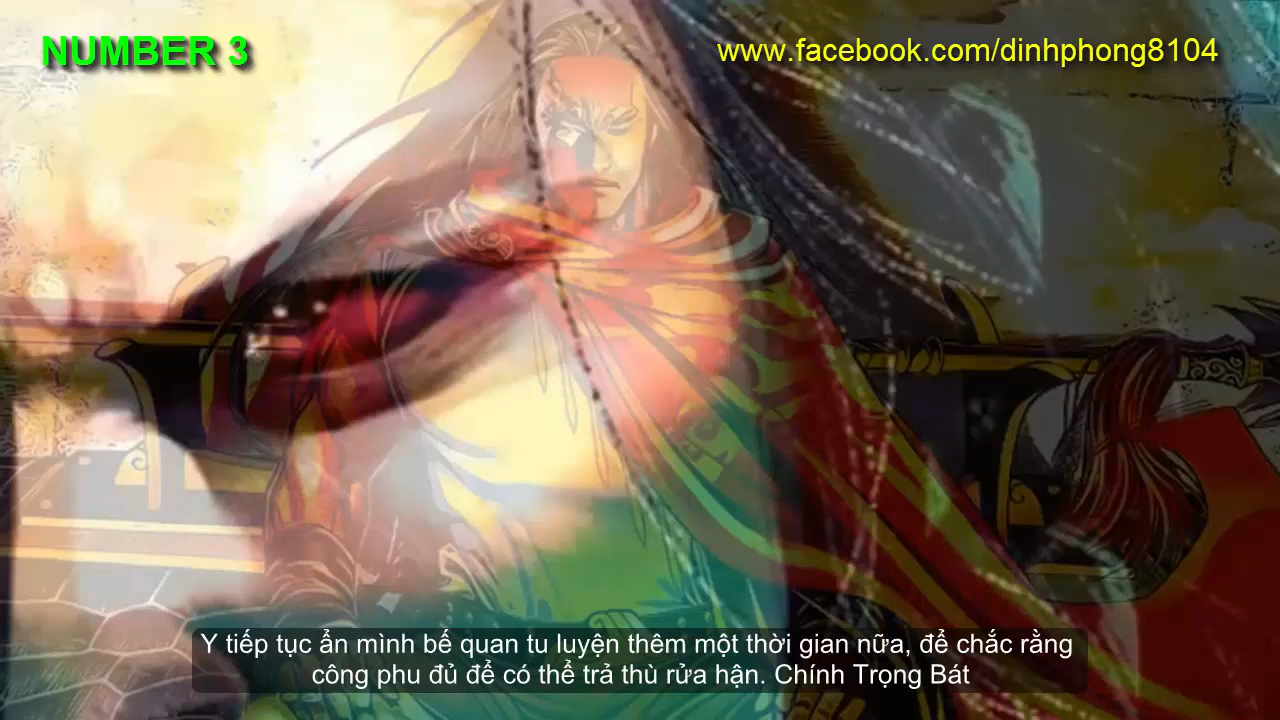 NUMBER 3
www.facebook.com/dinhphong8104
Y tiếp tục ẩn mình bế quan tu luyện thêm một thời gian nữa, để chắc rằng
công phu đủ để có thể trả thù rửa hận. Chính Trọng Bát